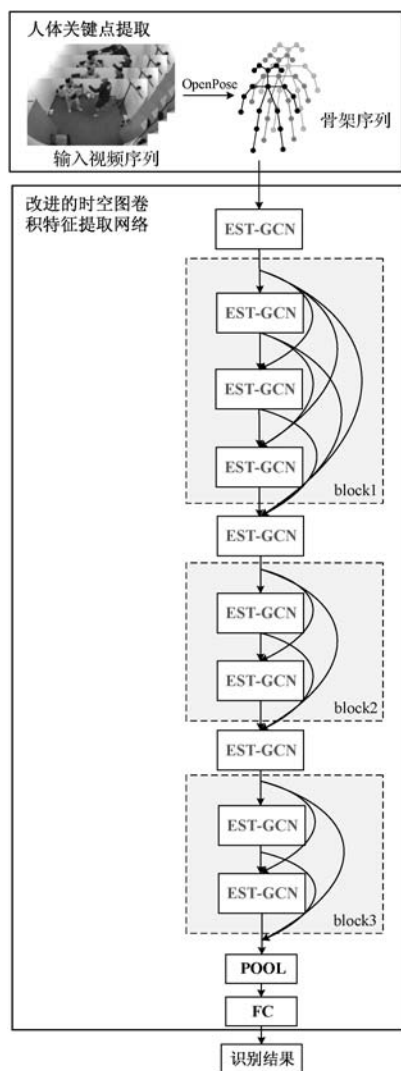 人体关键点提取
OpenPose
骨架序列
输入视频序列
改进的时空图卷
积特征提取网络
EST-GCN
EST-GCN
EST-GCN
EST-GCN
block1
EST-GCN
EST-GCN
EST-GCN
block2
EST-GCN
EST-GCN
EST-GCN
block3
POOL
FC
识别结果